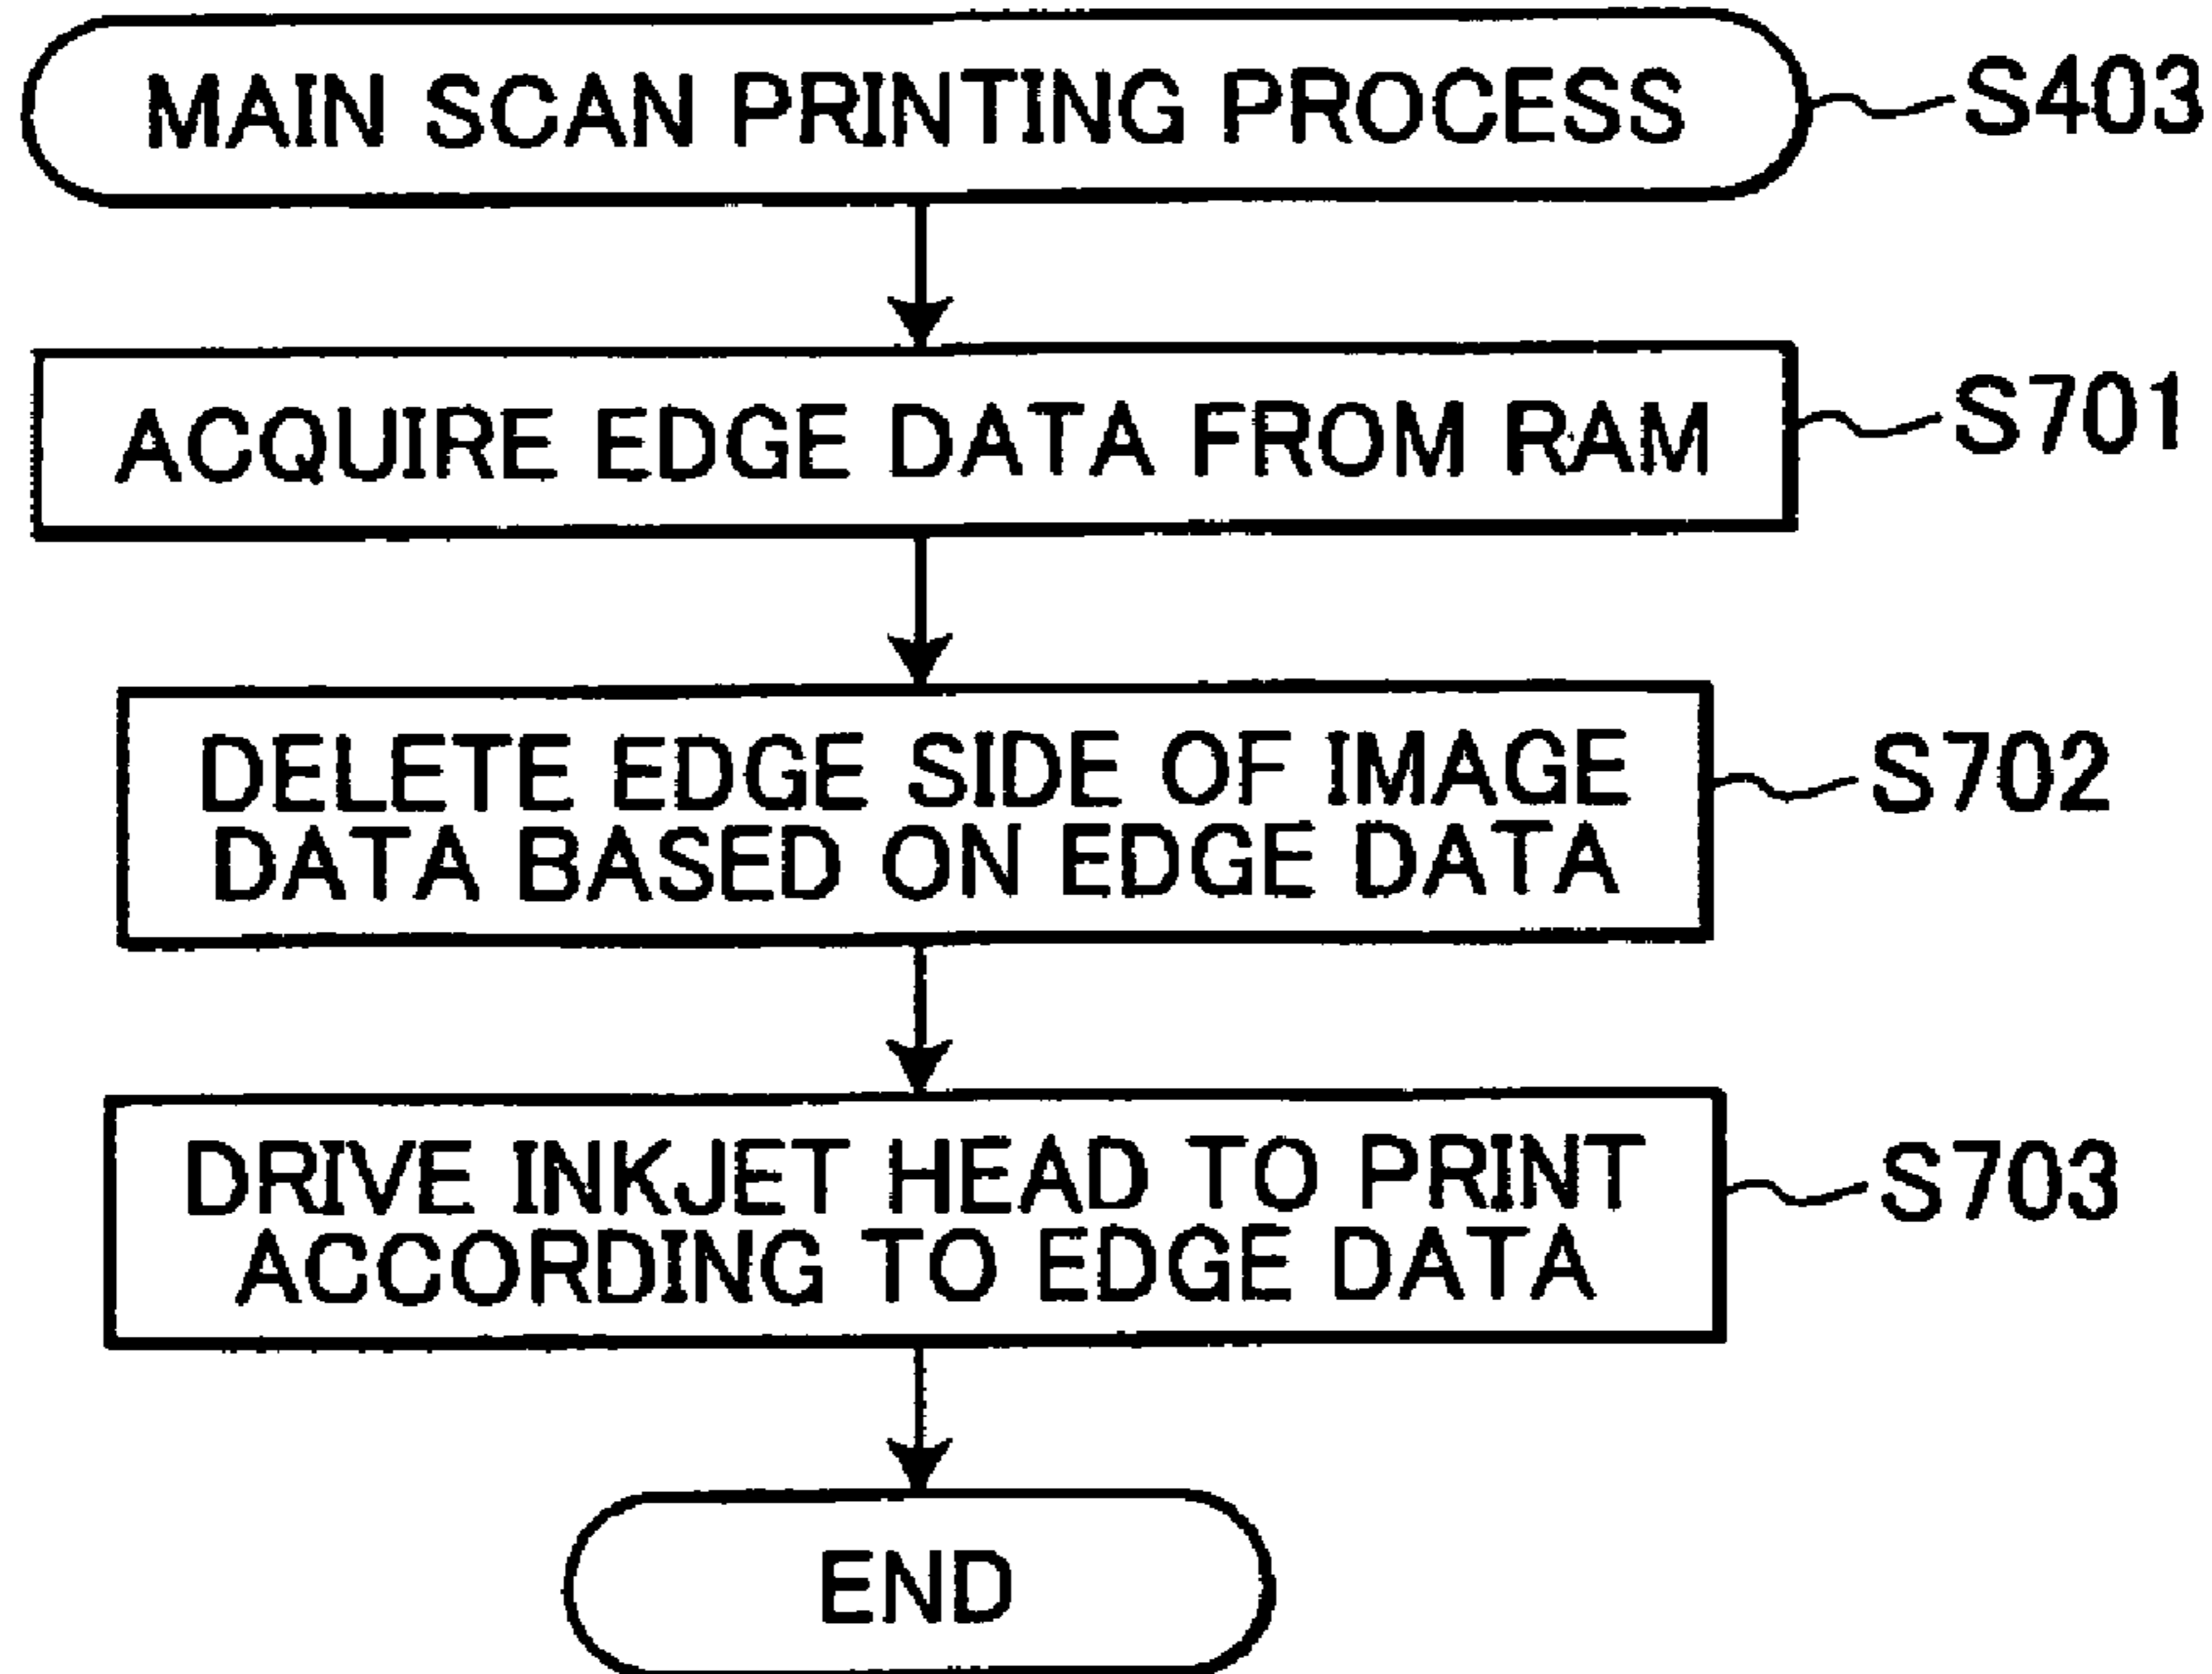 MAIN SCAN PRINTING PROCESS S403
ACQUIRE EDGE DATA FROM RAM S701
DELETE EDGE SIDE OF IMAGE
DATA BASED ON EDGE DATA
S702
DRIVE INKJET HEAD TO PRINT
ACCORDING TO EDGE DATA
S703
END